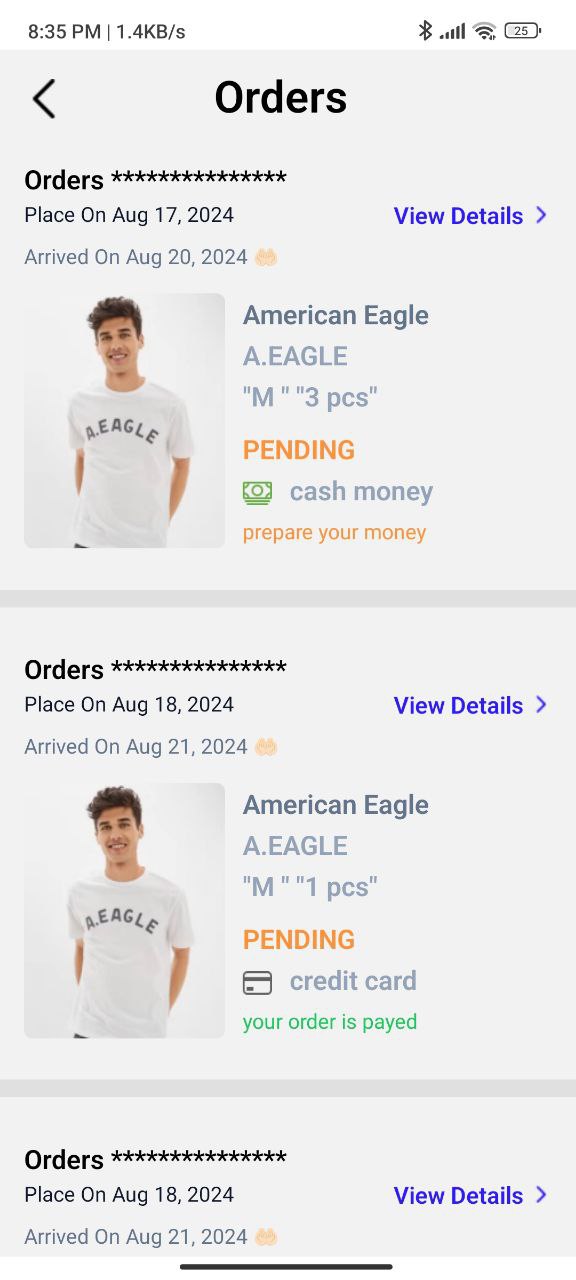 8:35 PM | 1.4KB/s
25
Orders
Orders ***************
Place On Aug 17, 2024
View Details
Arrived On Aug 20, 2024 🤲🏻
A.EAGLE
American Eagle
A.EAGLE
"M " "3 pcs"
PENDING
cash money
prepare your money
Orders ***************
Place On Aug 18, 2024
View Details
Arrived On Aug 21, 2024 🤲🏻
A.EAGLE
American Eagle
A.EAGLE
"M " "1 pcs"
PENDING
credit card
your order is payed
Orders ***************
Place On Aug 18, 2024
View Details
Arrived On Aug 21, 2024 🤲🏻